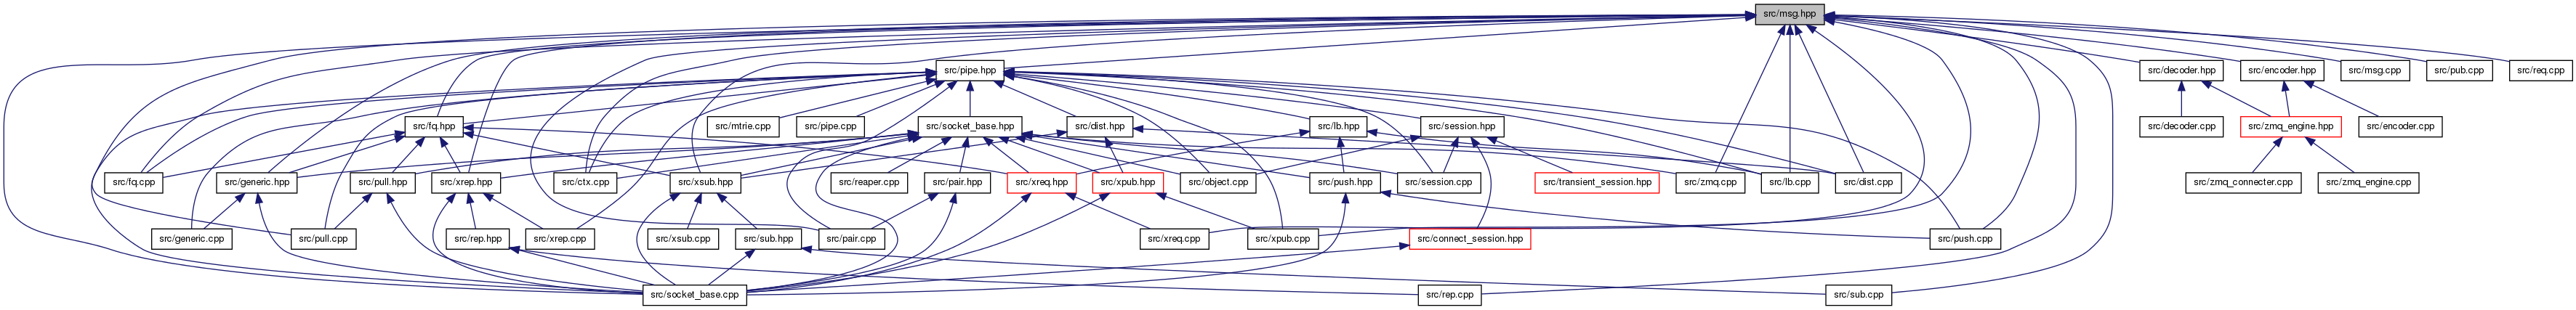 src/msg.hpp
src/pipe.hpp
src/decoder.hpp
src/encoder.hpp
src/msg.cpp
src/pub.cpp
src/req.cpp
src/mtrie.cpp
src/pipe.cpp
src/fq.hpp
src/socket_base.hpp
src/dist.hpp
src/lb.hpp
src/session.hpp
src/decoder.cpp
src/zmq_engine.hpp
src/encoder.cpp
src/fq.cpp
src/generic.hpp
src/pull.hpp
src/xrep.hpp
src/ctx.cpp
src/xsub.hpp
src/reaper.cpp
src/pair.hpp
src/xreq.hpp
src/xpub.hpp
src/object.cpp
src/push.hpp
src/session.cpp
src/transient_session.hpp
src/zmq.cpp
src/lb.cpp
src/dist.cpp
src/zmq_connecter.cpp
src/zmq_engine.cpp
src/generic.cpp
src/pull.cpp
src/rep.hpp
src/xrep.cpp
src/xsub.cpp
src/sub.hpp
src/pair.cpp
src/xreq.cpp
src/xpub.cpp
src/connect_session.hpp
src/push.cpp
src/socket_base.cpp
src/rep.cpp
src/sub.cpp